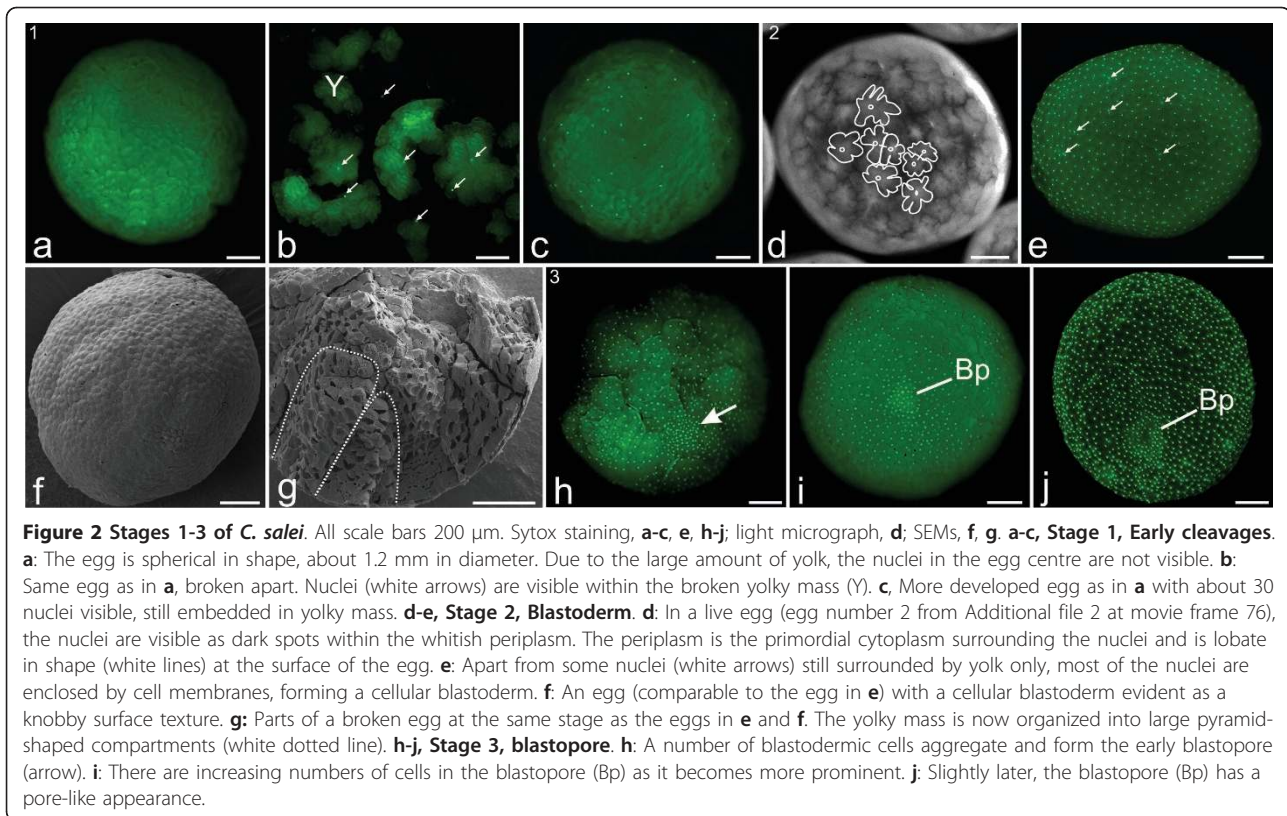 1
2
a
b
Y
c
d
e
3
f
g
h
Bp
i
Bp
j
Figure 2 Stages 1-3 of C. salei. All scale bars 200 μm. Sytox staining, a-c, e, h-j; light micrograph, d; SEMs, f, g. a-c, Stage 1, Early cleavages.
a: The egg is spherical in shape, about 1.2 mm in diameter. Due to the large amount of yolk, the nuclei in the egg centre are not visible. b:
Same egg as in a, broken apart. Nuclei (white arrows) are visible within the broken yolky mass (Y). c, More developed egg as in a with about 30
nuclei visible, still embedded in yolky mass. d-e, Stage 2, Blastoderm. d: In a live egg (egg number 2 from Additional file 2 at movie frame 76),
the nuclei are visible as dark spots within the whitish periplasm. The periplasm is the primordial cytoplasm surrounding the nuclei and is lobate
in shape (white lines) at the surface of the egg. e: Apart from some nuclei (white arrows) still surrounded by yolk only, most of the nuclei are
enclosed by cell membranes, forming a cellular blastoderm. f: An egg (comparable to the egg in e) with a cellular blastoderm evident as a
knobby surface texture. g: Parts of a broken egg at the same stage as the eggs in e and f. The yolky mass is now organized into large pyramid-
shaped compartments (white dotted line). h-j, Stage 3, blastopore. h: A number of blastodermic cells aggregate and form the early blastopore
(arrow). i: There are increasing numbers of cells in the blastopore (Bp) as it becomes more prominent. j: Slightly later, the blastopore (Bp) has a
pore-like appearance.